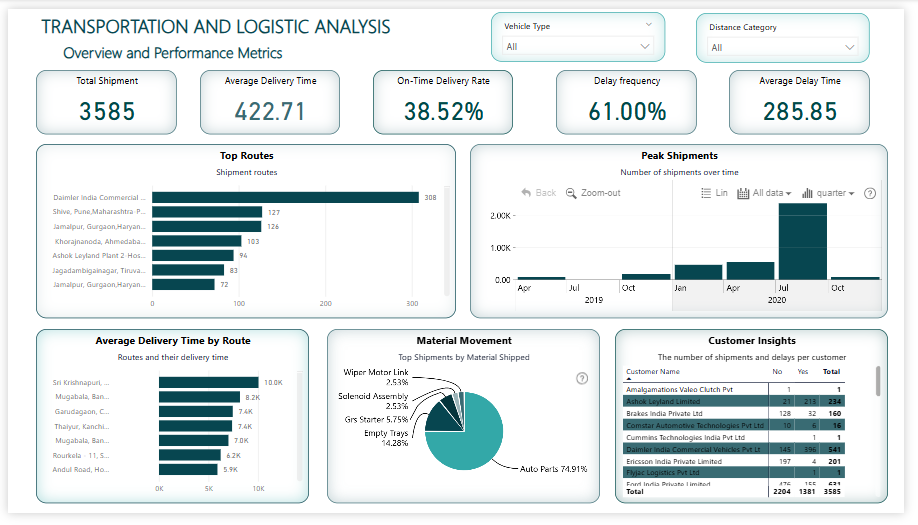 TRANSPORTATION AND LOGISTIC ANALYSIS
Overview and Performance Metrics
Vehicle Type
All
Distance Category
All
Total Shipment
3585
Average Delivery Time
422.71
On-Time Delivery Rate
38.52%
Delay frequency
61.00%
Average Delay Time
285.85
Top Routes
Shipment routes
Daimler India Commercial ... 308
Shive, Pune,Maharashtra-P... 127
Jamalpur, Gurgaon,Haryan... 126
Khorajnanoda, Ahmedaba... 103
Ashok Leyland Plant 2-Hos... 94
Jagadambigainagar, Tiruva... 83
Jamalpur, Gurgaon,Haryan... 72
0 100 200 300
Peak Shipments
Number of shipments over time
Back Zoom-out Lin All data quarter ?
2.00K
1.00K
0.00
Apr Jul Oct Jan Apr Jul Oct
2019 2020
Average Delivery Time by Route
Routes and their delivery time
Sri Krishnapuri, ... 10.0K
Mugabala, Ban... 8.2K
Garudagaon, C... 7.4K
Thaiyur, Kanchi... 7.4K
Mugabala, Ban... 7.0K
Rourkela - 11, S... 6.2K
Andul Road, Ho... 5.9K
0K 5K 10K
Material Movement
Top Shipments by Material Shipped
?
Wiper Motor Link
2.53%
Solenoid Assembly
2.53%
Grs Starter 5.75%
Empty Trays
14.28%
Auto Parts 74.91%
Customer Insights
The number of shipments and delays per customer
Customer Name No Yes Total
Amalgamations Valeo Clutch Pvt 1 1
Ashok Leyland Limited 21 213 234
Brakes India Private Ltd 128 32 160
Comstar Automotive Technologies Pvt Ltd 10 6 16
Cummins Technologies India Pvt Ltd 1 1
Daimler India Commercial Vehicles Pvt Lt 145 396 541
Ericsson India Private Limited 197 4 201
Flyjac Logistics Pvt Ltd 1 1
Ford India Private Limited 476 155 631
Total 2204 1381 3585